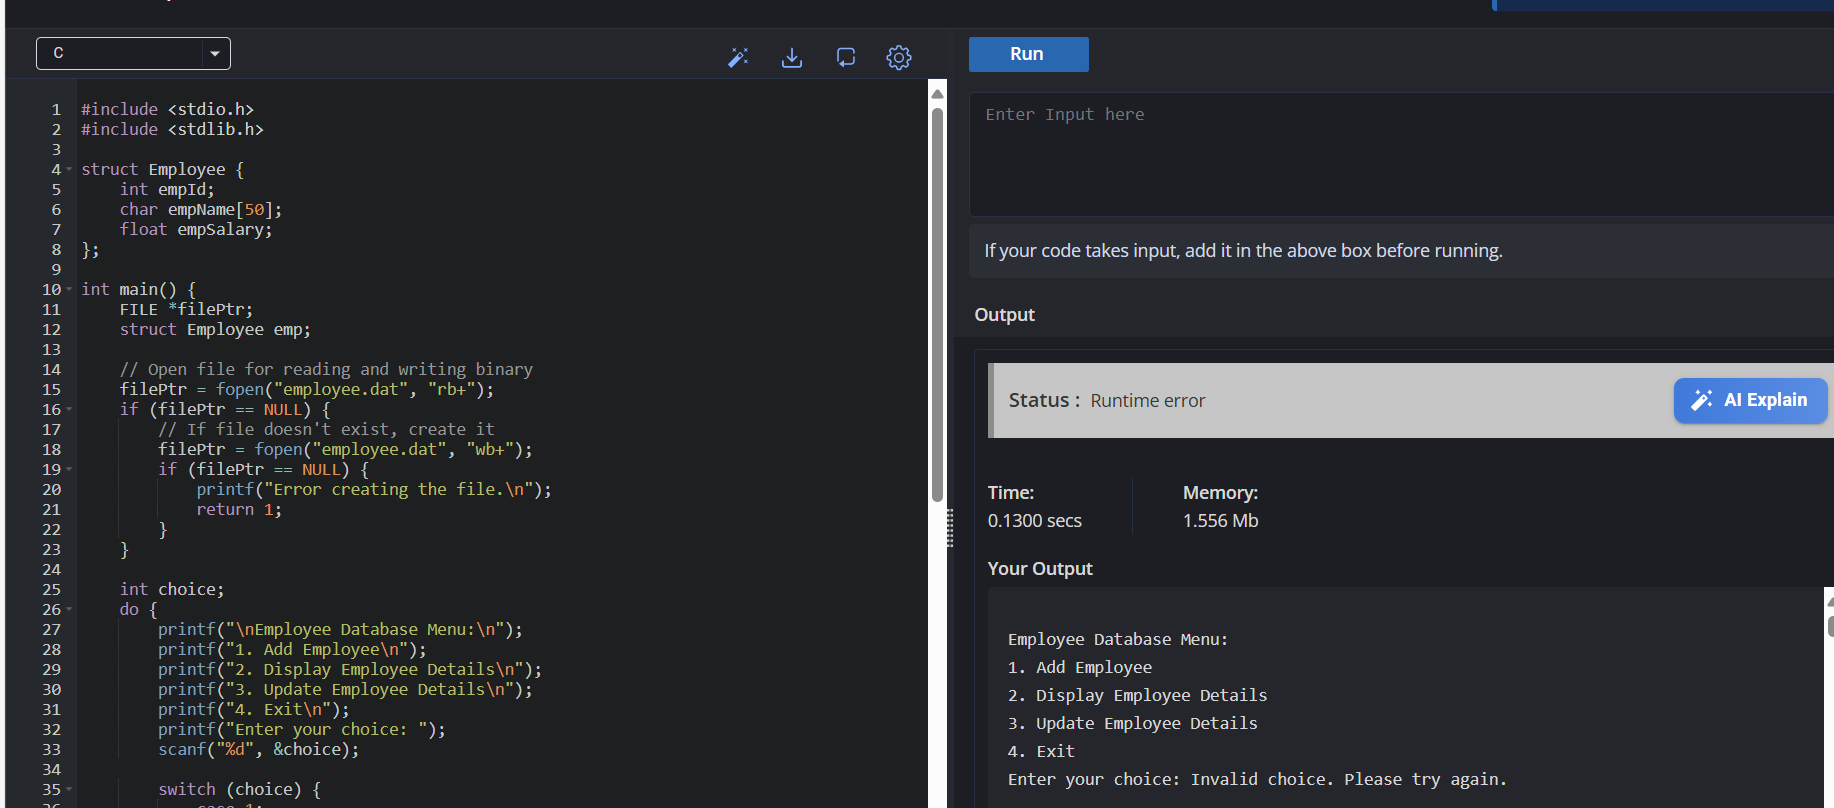 C
1 #include <stdio.h>
2 #include <stdlib.h>
3
4 struct Employee {
5     int empId;
6     char empName[50];
7     float empSalary;
8 };
9
10 int main() {
11     FILE *filePtr;
12     struct Employee emp;
13
14     // Open file for reading and writing binary
15     filePtr = fopen("employee.dat", "rb+");
16     if (filePtr == NULL) {
17         // If file doesn't exist, create it
18         filePtr = fopen("employee.dat", "wb+");
19         if (filePtr == NULL) {
20             printf("Error creating the file.\n");
21             return 1;
22         }
23     }
24
25     int choice;
26     do {
27         printf("\nEmployee Database Menu:\n");
28         printf("1. Add Employee\n");
29         printf("2. Display Employee Details\n");
30         printf("3. Update Employee Details\n");
31         printf("4. Exit\n");
32         printf("Enter your choice: ");
33         scanf("%d", &choice);
34
35         switch (choice) {
Run
Enter Input here
If your code takes input, add it in the above box before running.
Output
Status : Runtime error
AI Explain
Time: Memory:
0.1300 secs 1.556 Mb
Your Output
Employee Database Menu:
1. Add Employee
2. Display Employee Details
3. Update Employee Details
4. Exit
Enter your choice: Invalid choice. Please try again.